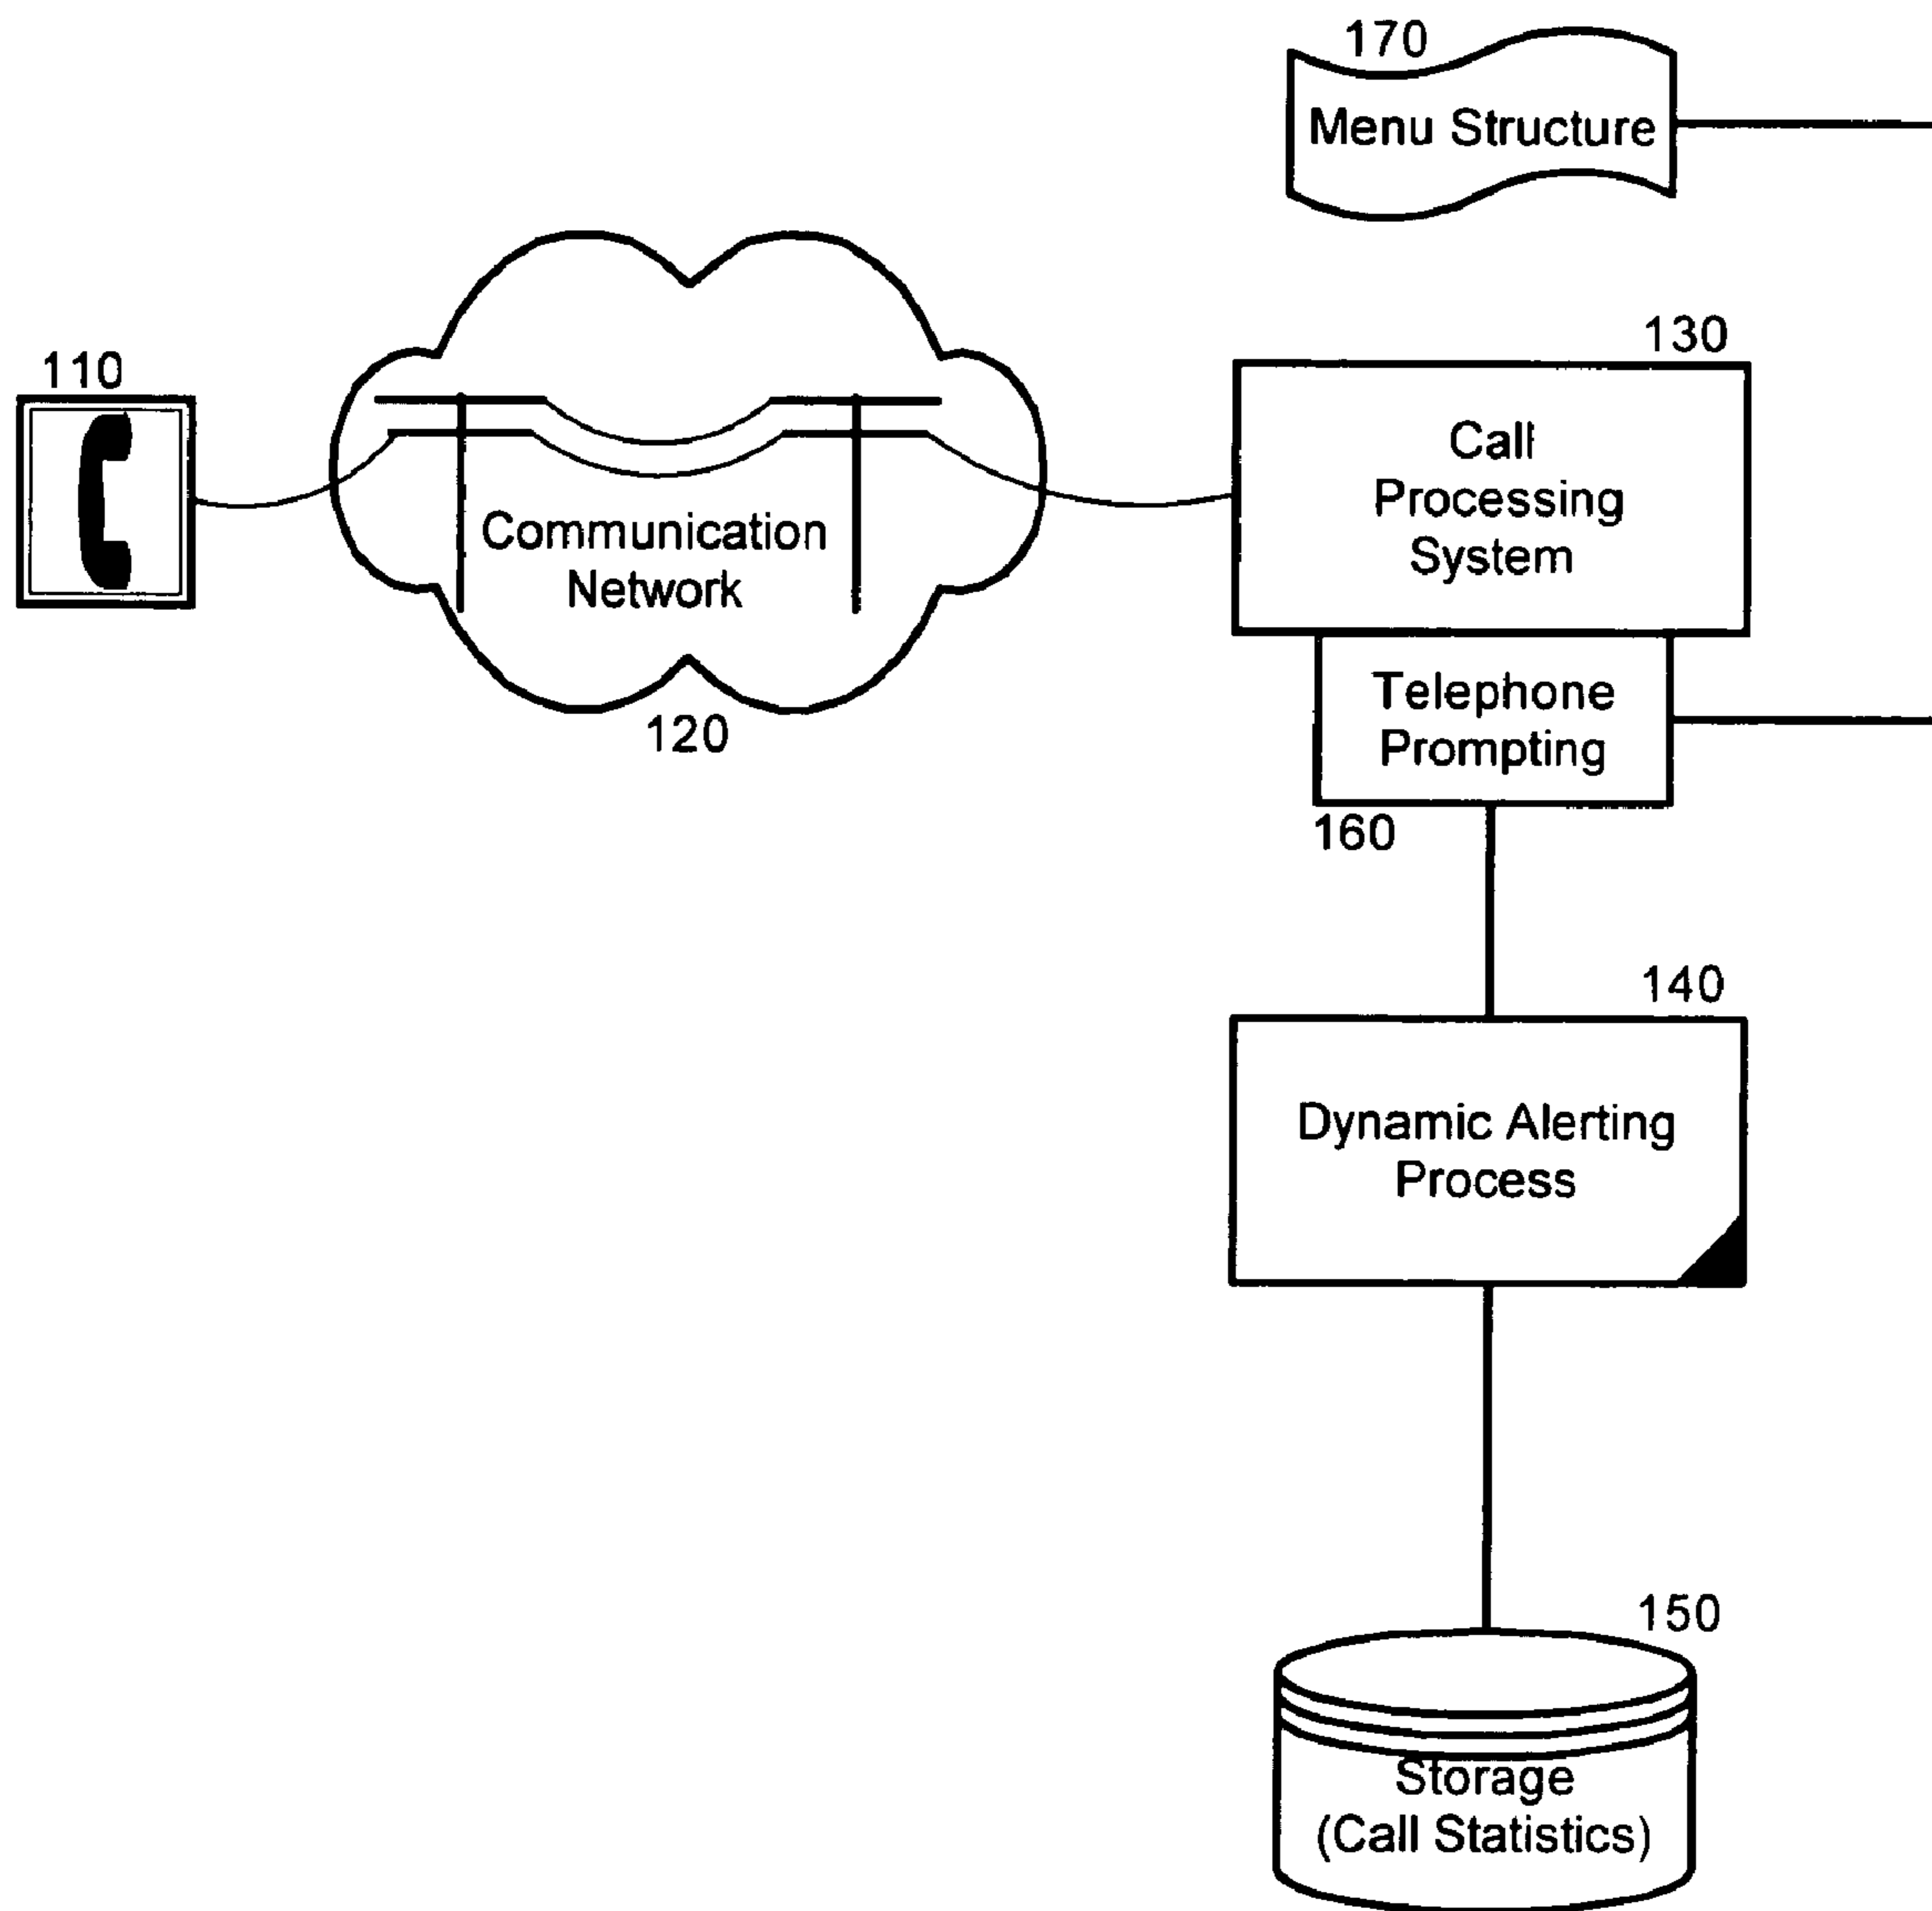 170
Menu Structure
130
110
Call
Processing
System
Communication
Network
Telephone
Prompting
120
160
140
Dynamic Alerting
Process
150
Storage
(Call Statistics)